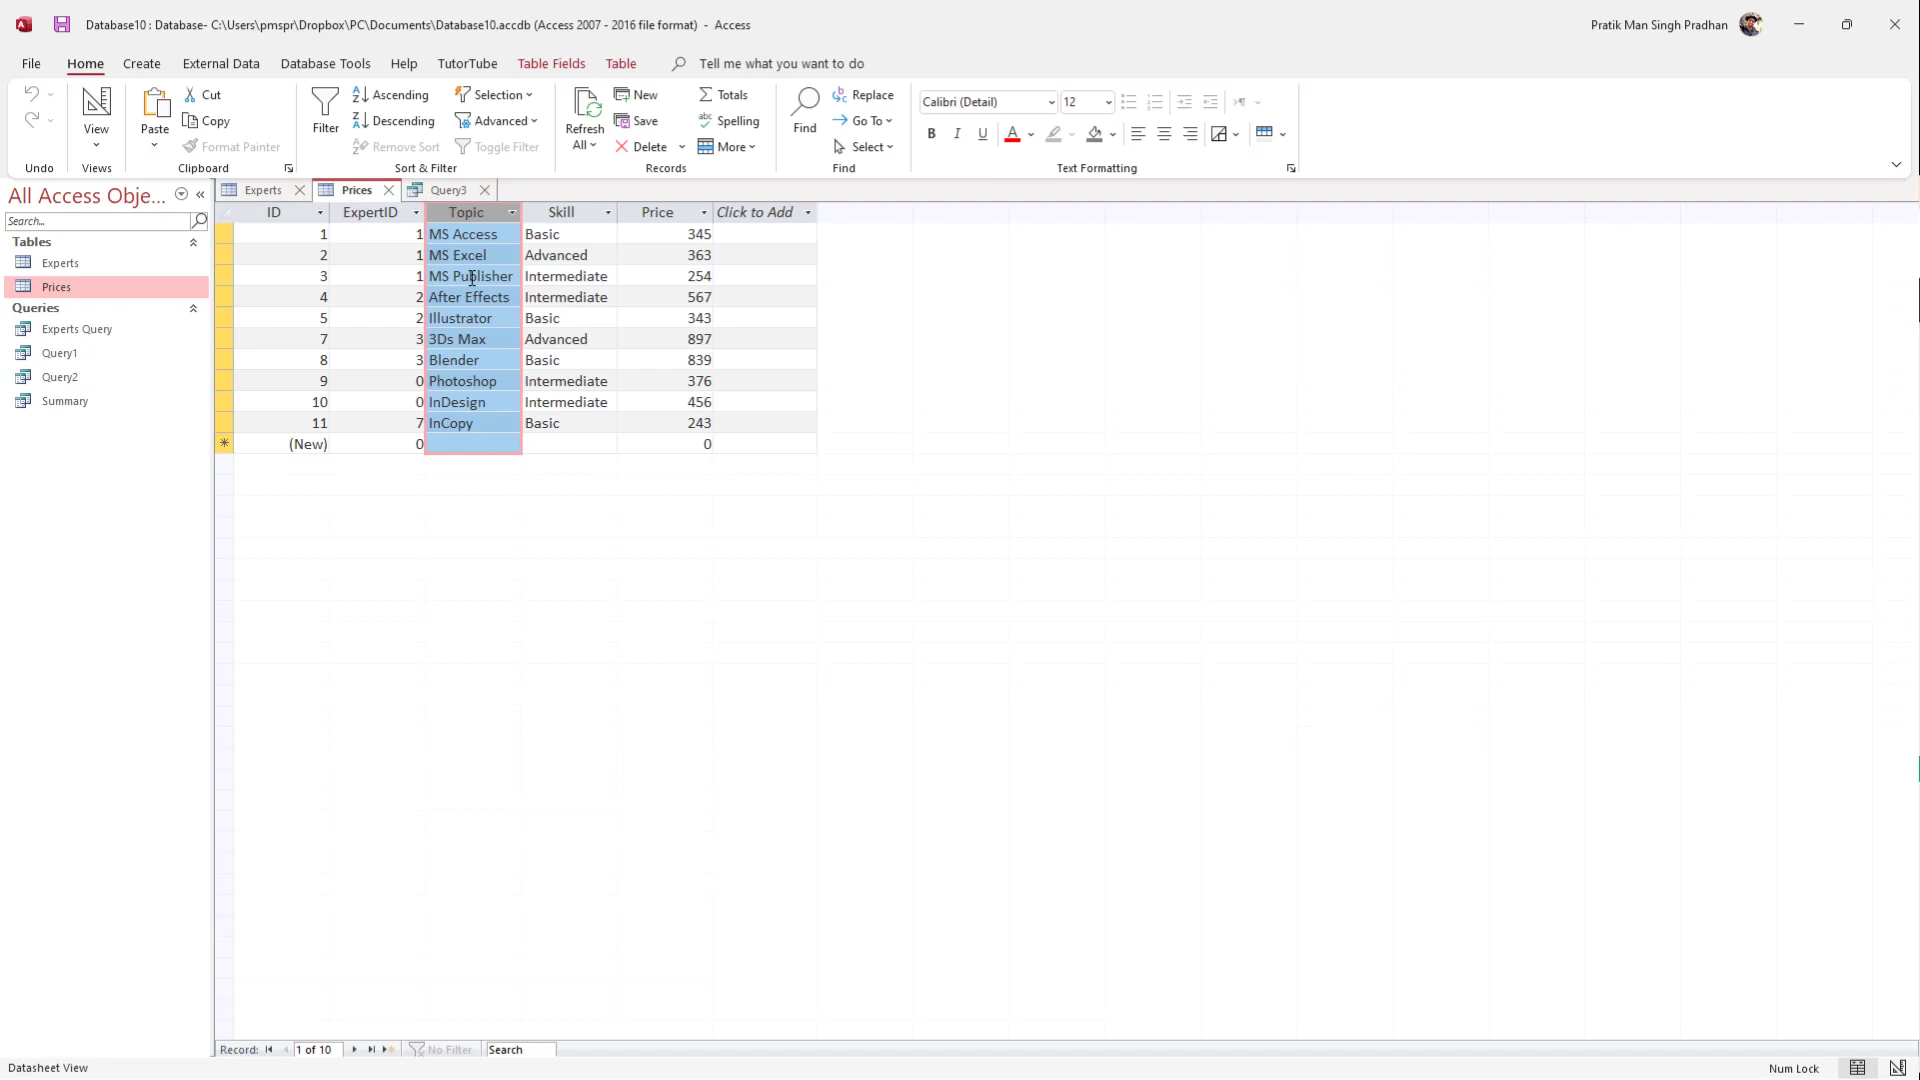 Database10 : Database- C:\Users\pmspr\Dropbox\PC\Documents\Database10.accdb (Access 2007 - 2016 file format) - Access
Pratik Man Singh Pradhan
File Home Create External Data Database Tools Help TutorTube Table Fields Table Tell me what you want to do
Cut
Copy
Format Painter
View
Paste
Filter
Ascending
Descending
Remove Sort
Selection
Advanced
Toggle Filter
Refresh
All
New
Save
Delete
Totals
Spelling
More
Find
Replace
Go To
Select
Calibri (Detail) 12
B I U A
Undo Views Clipboard Sort & Filter Records Find Text Formatting
All Access Obje...
Search...
Tables
Experts
Prices
Queries
Experts Query
Query1
Query2
Summary
Experts Prices Query3
ID ExpertID Topic Skill Price Click to Add
1 1 MS Access Basic 345
2 1 MS Excel Advanced 363
3 1 MS Publisher Intermediate 254
4 2 After Effects Intermediate 567
5 2 Illustrator Basic 343
7 3 3Ds Max Advanced 897
8 3 Blender Basic 839
9 0 Photoshop Intermediate 376
10 0 InDesign Intermediate 456
11 7 InCopy Basic 243
* (New) 0 0
Record: 1 of 10 No Filter Search
Datasheet View
Num Lock